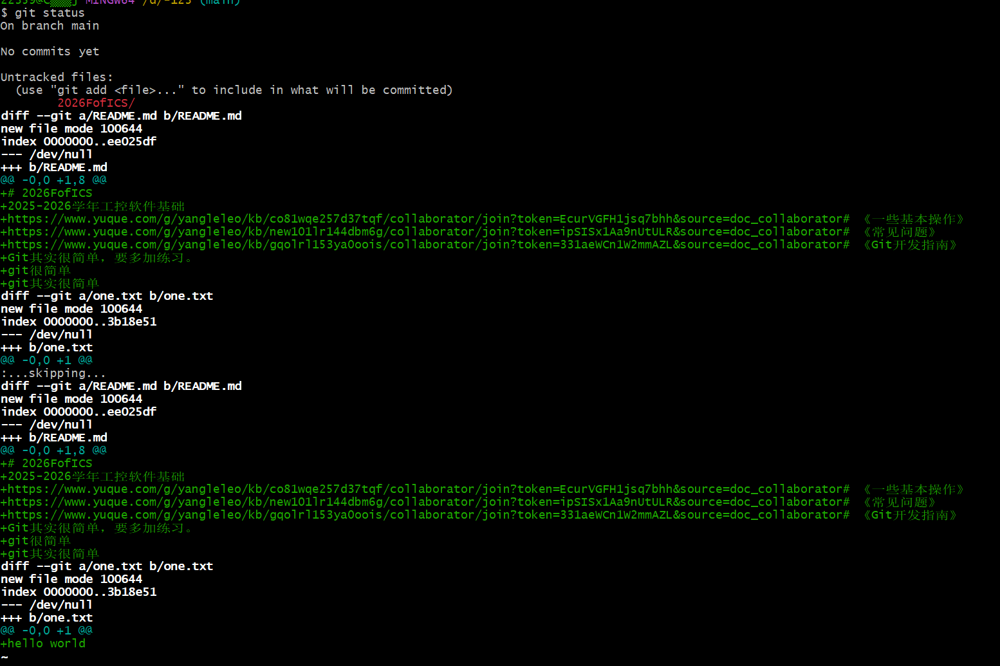 MINGW64 /d/-123 (main)
$ git status
On branch main
No commits yet
Untracked files:
(use "git add <file>..." to include in what will be committed)
2026FofICS/
diff --git a/README.md b/README.md
new file mode 100644
index 0000000..ee025df
--- /dev/null
+++ b/README.md
@@ -0,0 +1,8 @@
+# 2026FofICS
+2025-2026学年工控软件基础
+https://www.yuque.com/g/yangleleo/kb/co81wqe257d37tqf/collaborator/join?token=EcurVGFH1jsq7bhh&source=doc_collaborator# 《一些基本操作》
+https://www.yuque.com/g/yangleleo/kb/new101lr144dbm6g/collaborator/join?token=ipSISx1Aa9nUtULR&source=doc_collaborator# 《常见问题》
+https://www.yuque.com/g/yangleleo/kb/gqolrl153ya0oois/collaborator/join?token=331aeWCn1W2mmAZL&source=doc_collaborator# 《Git开发指南》
+Git其实很简单，要多加练习。
+git很简单
+git其实很简单
diff --git a/one.txt b/one.txt
new file mode 100644
index 0000000..3b18e51
--- /dev/null
+++ b/one.txt
@@ -0,0 +1 @@
:...skipping...
diff --git a/README.md b/README.md
new file mode 100644
index 0000000..ee025df
--- /dev/null
+++ b/README.md
@@ -0,0 +1,8 @@
+# 2026FofICS
+2025-2026学年工控软件基础
+https://www.yuque.com/g/yangleleo/kb/co81wqe257d37tqf/collaborator/join?token=EcurVGFH1jsq7bhh&source=doc_collaborator# 《一些基本操作》
+https://www.yuque.com/g/yangleleo/kb/new101lr144dbm6g/collaborator/join?token=ipSISx1Aa9nUtULR&source=doc_collaborator# 《常见问题》
+https://www.yuque.com/g/yangleleo/kb/gqolrl153ya0oois/collaborator/join?token=331aeWCn1W2mmAZL&source=doc_collaborator# 《Git开发指南》
+Git其实很简单，要多加练习。
+git很简单
+git其实很简单
diff --git a/one.txt b/one.txt
new file mode 100644
index 0000000..3b18e51
--- /dev/null
+++ b/one.txt
@@ -0,0 +1 @@
+hello world
~